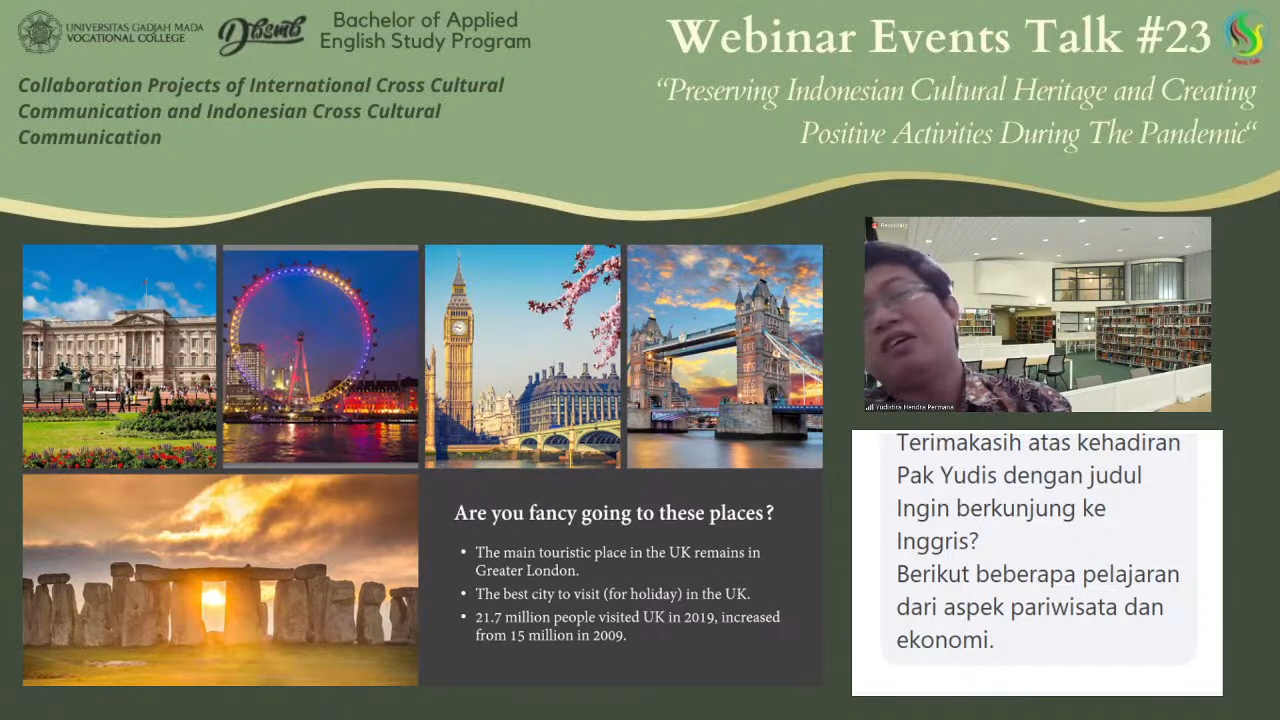 UNIVERSITAS GADJAH MADA
VOCATIONAL COLLEGE
Dbsmb
Bachelor of Applied
English Study Program
Collaboration Projects of International Cross Cultural
Communication and Indonesian Cross Cultural
Communication
Webinar Events Talk #23
“Preserving Indonesian Cultural Heritage and Creating
Positive Activities During The Pandemic“
Events Talk
Recording
Yudistira Hendra Permana
Are you fancy going to these places?
• The main touristic place in the UK remains in
Greater London.
• The best city to visit (for holiday) in the UK.
• 21.7 million people visited UK in 2019, increased
from 15 million in 2009.
Terimakasih atas kehadiran
Pak Yudis dengan judul
Ingin berkunjung ke
Inggris?
Berikut beberapa pelajaran
dari aspek pariwisata dan
ekonomi.